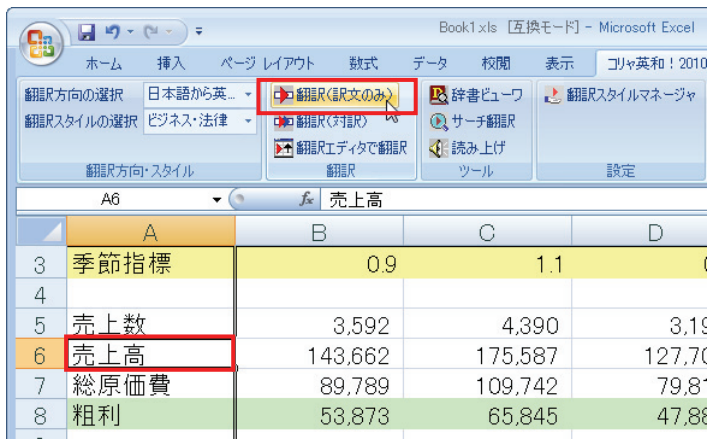 Book1.xls [互換モード] - Microsoft Excel
ホーム 挿入 ページ レイアウト 数式 データ 校閲 表示 コリャ英和！2010
翻訳方向の選択 日本語から英... 翻訳(訳文のみ) 辞書ビューワ 翻訳スタイルマネージャ
翻訳スタイルの選択 ビジネス・法律 翻訳(対訳) サーチ翻訳
翻訳エディタで翻訳 読み上げ
翻訳方向・スタイル 翻訳 ツール 設定
A6 fx 売上高
A B C D
3 季節指標 0.9 1.1
4
5 売上数 3,592 4,390 3,19
6 売上高 143,662 175,587 127,70
7 総原価費 89,789 109,742 79,81
8 粗利 53,873 65,845 47,88